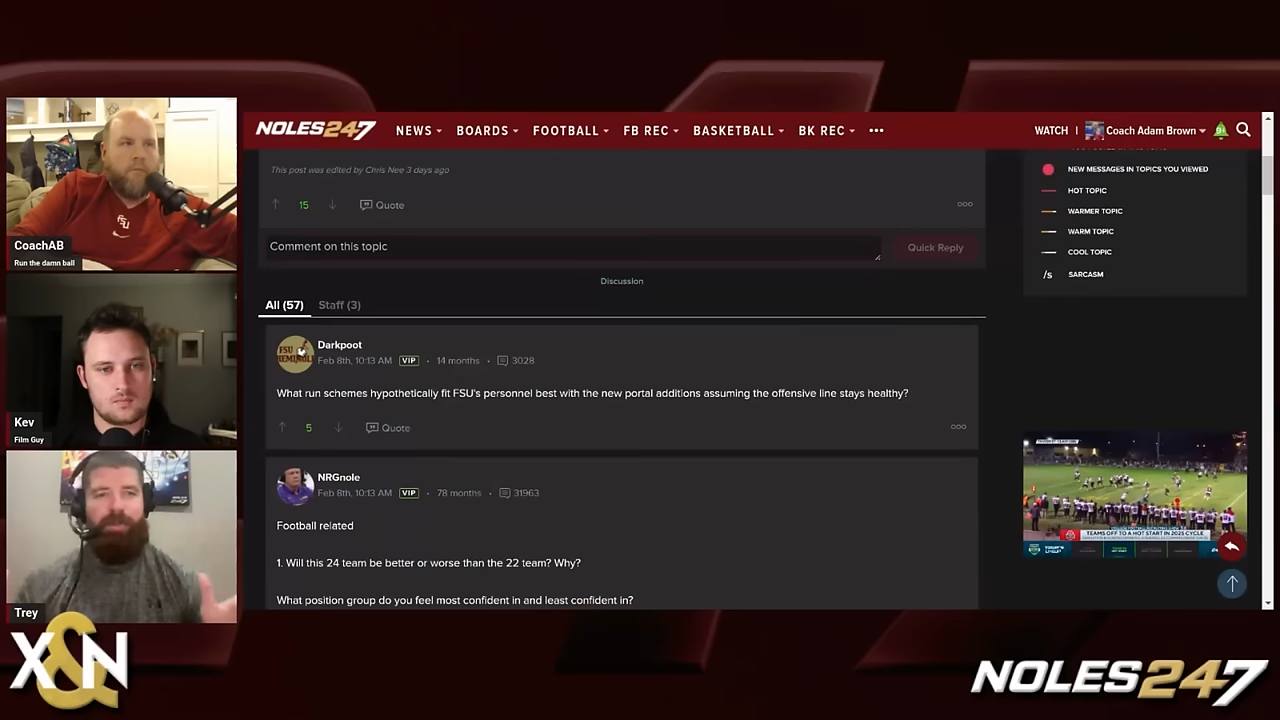 NOLES247
NEWS
BOARDS
FOOTBALL
FB REC
BASKETBALL
BK REC
WATCH
Coach Adam Brown
This post was edited by Chris Nee 3 days ago
15
Quote
Comment on this topic
Quick Reply
Discussion
All (57)
Staff (3)
Darkpoot
Feb 8th, 10:13 AM VIP · 14 months · 3028
What run schemes hypothetically fit FSU's personnel best with the new portal additions assuming the offensive line stays healthy?
5
Quote
NRGnole
Feb 8th, 10:13 AM VIP · 78 months · 31963
Football related
1. Will this 24 team be better or worse than the 22 team? Why?
What position group do you feel most confident in and least confident in?
NEW MESSAGES IN TOPICS YOU VIEWED
HOT TOPIC
WARMER TOPIC
WARM TOPIC
COOL TOPIC
/s SARCASM
TEAMS OFF TO A HOT START IN 2025 CYCLE
CoachAB
Run the damn ball
Kev
Film Guy
Trey
X&N
NOLES247